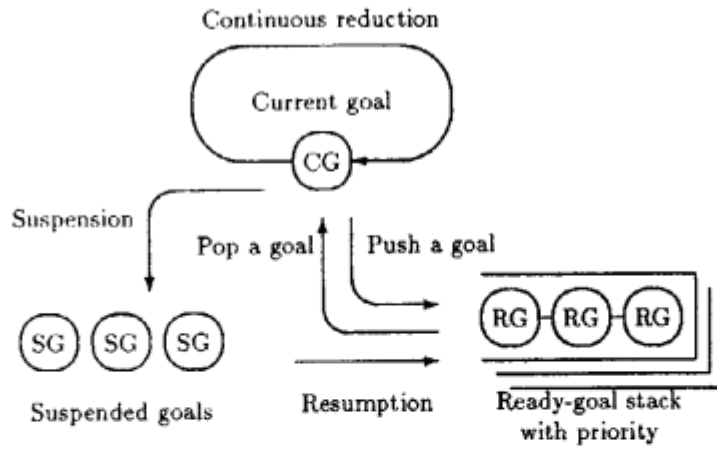 Continuous reduction
Current goal
CG
Suspension
Pop a goal
Push a goal
SG SG SG
RG RG RG
Suspended goals
Resumption
Ready-goal stack
with priority